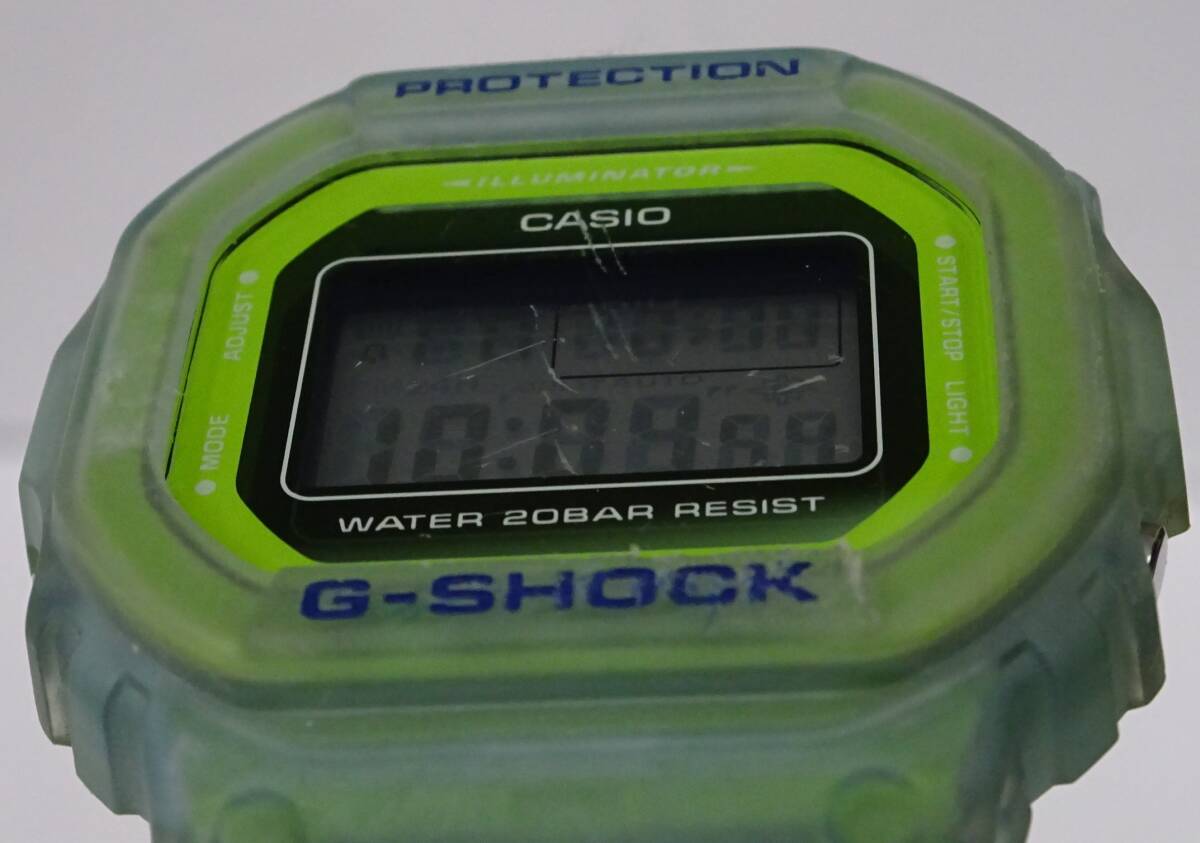 PROTECTION
ILLUMINATOR
CASIO
ADJUST
MODE
START/STOP
LIGHT
WATER 20BAR RESIST
G-SHOCK